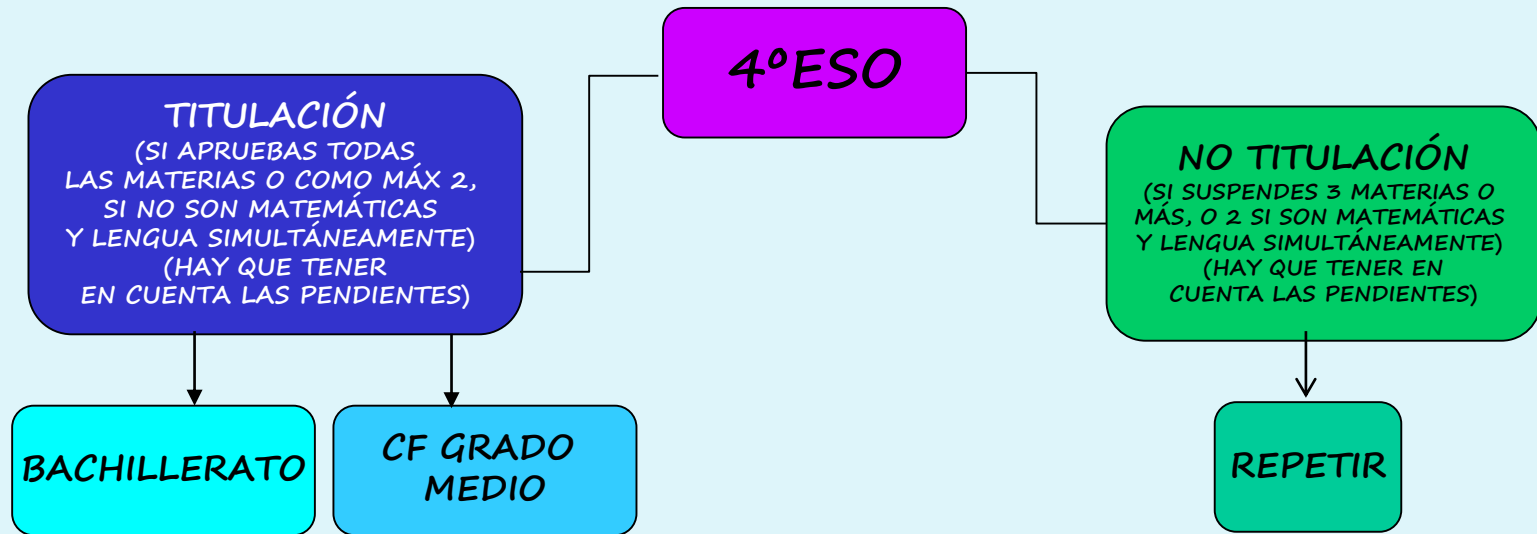 4ºESO
TITULACIÓN
(SI APRUEBAS TODAS
LAS MATERIAS O COMO MÁX 2,
SI NO SON MATEMÁTICAS
Y LENGUA SIMULTÁNEAMENTE)
(HAY QUE TENER
EN CUENTA LAS PENDIENTES)
NO TITULACIÓN
(SI SUSPENDES 3 MATERIAS O
MÁS, O 2 SI SON MATEMÁTICAS
Y LENGUA SIMULTÁNEAMENTE)
(HAY QUE TENER EN
CUENTA LAS PENDIENTES)
BACHILLERATO
CF GRADO
MEDIO
REPETIR